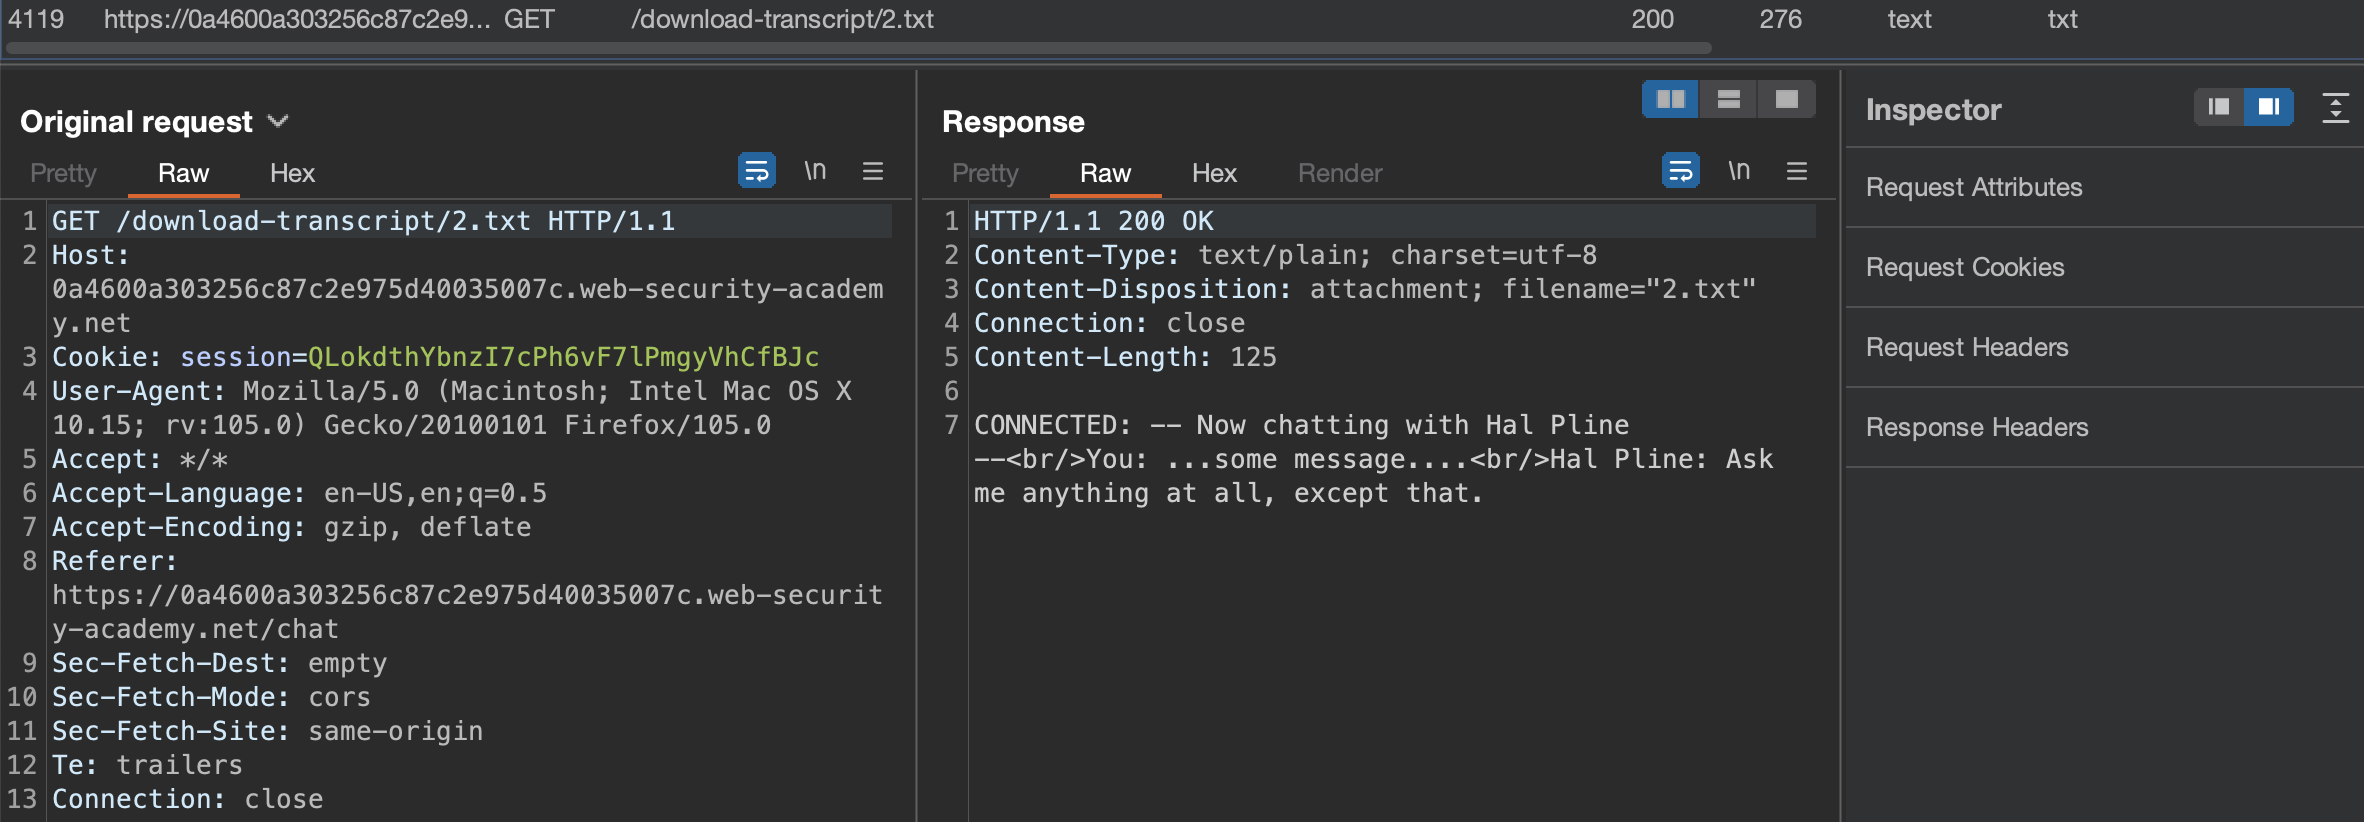 4119 https://0a4600a303256c87c2e9... GET /download-transcript/2.txt 200 276 text txt
Original request
Pretty Raw Hex \n
1 GET /download-transcript/2.txt HTTP/1.1
2 Host:
0a4600a303256c87c2e975d40035007c.web-security-academ
y.net
3 Cookie: session=QLokdthYbnzI7cPh6vF7lPmgyVhCfBJc
4 User-Agent: Mozilla/5.0 (Macintosh; Intel Mac OS X
10.15; rv:105.0) Gecko/20100101 Firefox/105.0
5 Accept: */*
6 Accept-Language: en-US,en;q=0.5
7 Accept-Encoding: gzip, deflate
8 Referer:
https://0a4600a303256c87c2e975d40035007c.web-securit
y-academy.net/chat
9 Sec-Fetch-Dest: empty
10 Sec-Fetch-Mode: cors
11 Sec-Fetch-Site: same-origin
12 Te: trailers
13 Connection: close
Response
Pretty Raw Hex Render \n
1 HTTP/1.1 200 OK
2 Content-Type: text/plain; charset=utf-8
3 Content-Disposition: attachment; filename="2.txt"
4 Connection: close
5 Content-Length: 125
6
7 CONNECTED: -- Now chatting with Hal Pline
--<br/>You: ...some message....<br/>Hal Pline: Ask
me anything at all, except that.
Inspector
Request Attributes
Request Cookies
Request Headers
Response Headers